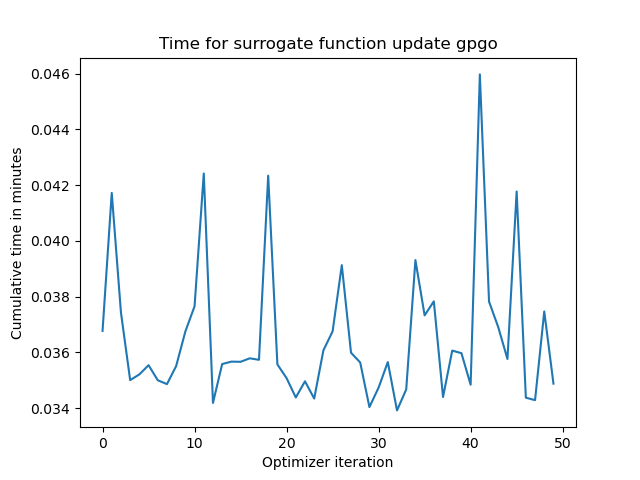 Time for surrogate function update gpgo
Cumulative time in minutes
0.046
0.044
0.042
0.040
0.038
0.036
0.034
0 10 20 30 40 50
Optimizer iteration